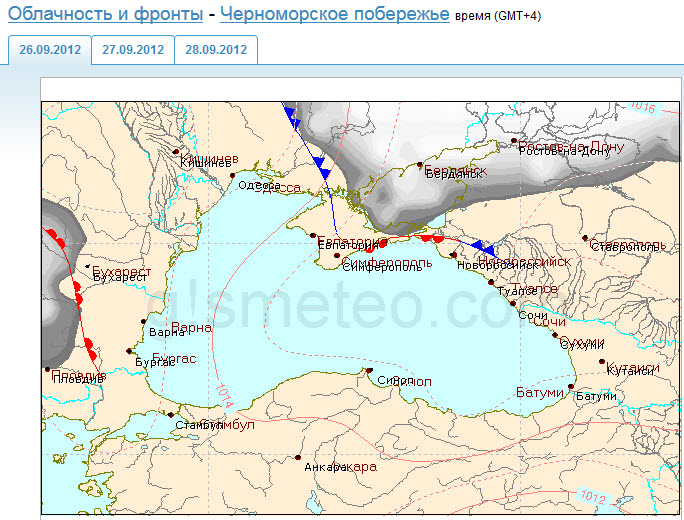 Облачность и фронты - Черноморское побережье время (GMT+4)
26.09.2012 27.09.2012 28.09.2012
1016
Кишинев Кишинев
Ростов-на-Дону Ростов-на-Дону
Бердянск Бердянск
Одесса Одесса
Евпатория Евпатория
Ставрополь Ставрополь
Симферополь Симферополь
Новороссийск Новороссийск
Бухарест Бухарест
Туапсе Туапсе
gismeteo.com
Сочи Сочи
Варна Варна
Сухуми Сухуми
Бургас Бургас
Кутаиси Кутаиси
Пловдив Пловдив
Синоп Синоп
1014
Батуми Батуми
Стамбул Стамбул
Анкара Анкара
1012